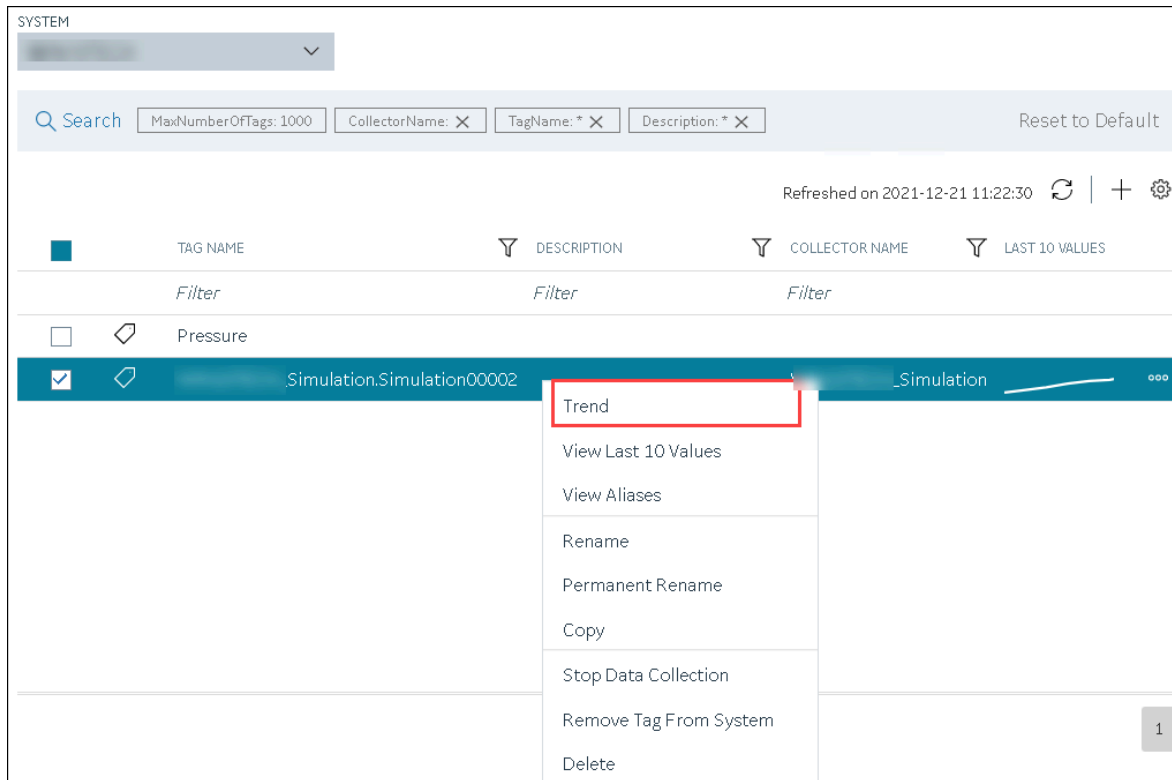 SYSTEM
Search MaxNumberOfTags: 1000 CollectorName: TagName: * Description: * Reset to Default
Refreshed on 2021-12-21 11:22:30
TAG NAME DESCRIPTION COLLECTOR NAME LAST 10 VALUES
Filter Filter Filter
Pressure
_Simulation.Simulation00002 _Simulation
Trend
View Last 10 Values
View Aliases
Rename
Permanent Rename
Copy
Stop Data Collection
Remove Tag From System
1
Delete